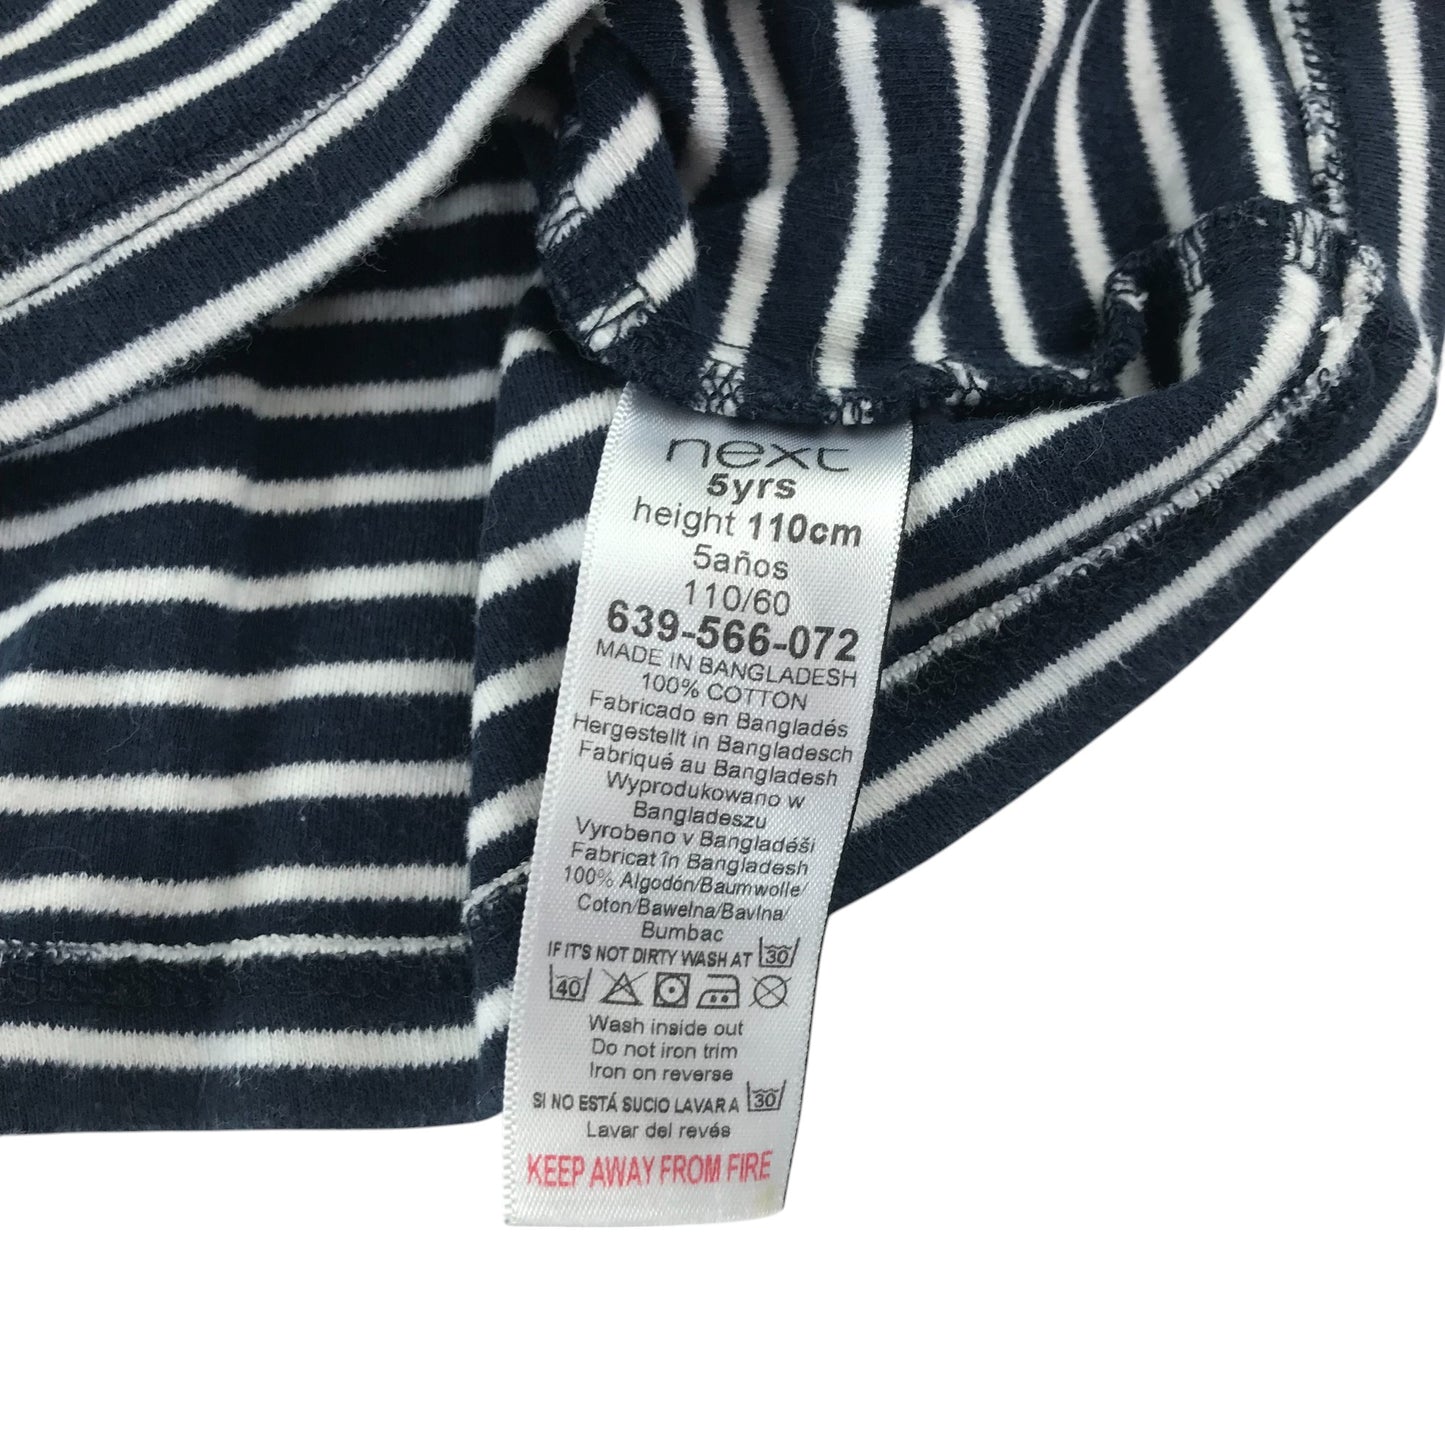 next
5yrs
height 110cm
5años
110/60
639-566-072
MADE IN BANGLADESH
100% COTTON
Fabricado en Bangladés
Hergestellt in Bangladesch
Fabriqué au Bangladesh
Wyprodukowano w
Bangladeszu
Vyrobeno v Bangladéši
Fabricat în Bangladesh
100% Algodón/Baumwolle/
Coton/Bawełna/Bavlna/
Bumbac
IF IT'S NOT DIRTY WASH AT 30
40
Wash inside out
Do not iron trim
Iron on reverse
SI NO ESTÁ SUCIO LAVAR A 30
Lavar del revés
KEEP AWAY FROM FIRE